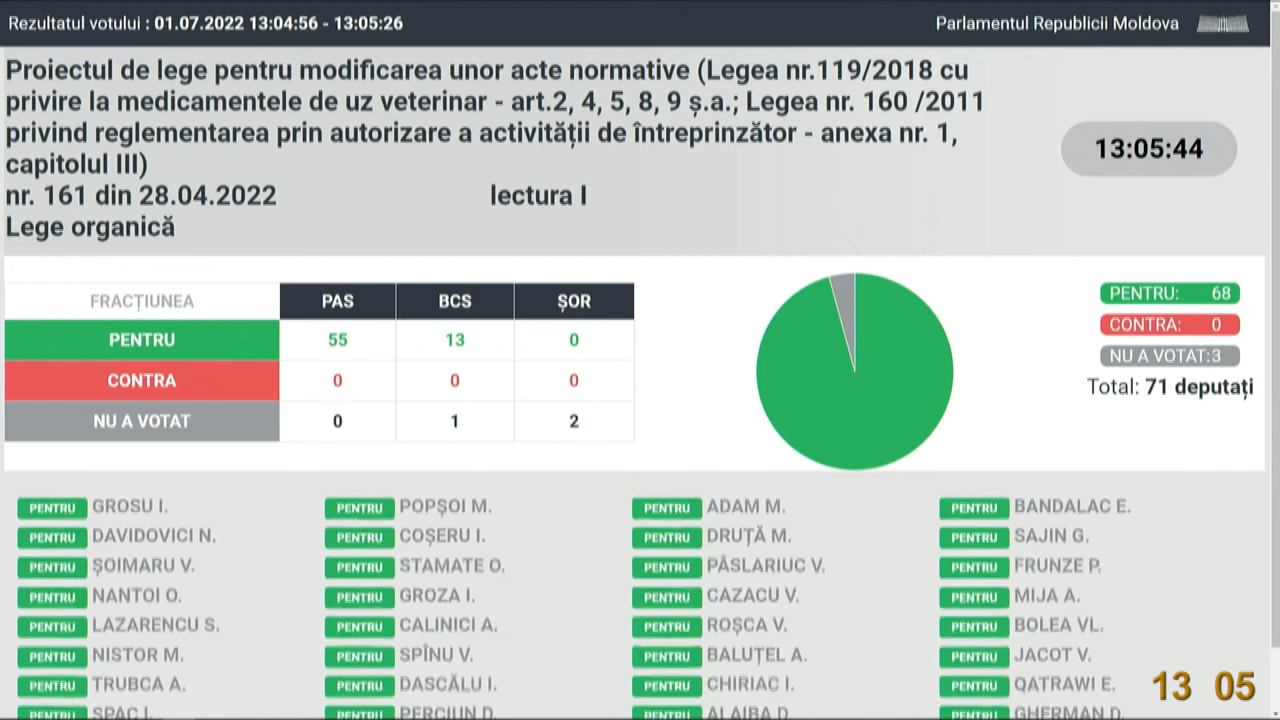 Rezultatul votului : 01.07.2022 13:04:56 - 13:05:26
Parlamentul Republicii Moldova
Proiectul de lege pentru modificarea unor acte normative (Legea nr.119/2018 cu
privire la medicamentele de uz veterinar - art.2, 4, 5, 8, 9 ș.a.; Legea nr. 160 /2011
privind reglementarea prin autorizare a activității de întreprinzător - anexa nr. 1,
capitolul III)
nr. 161 din 28.04.2022 lectura I
Lege organică
13:05:44
FRACȚIUNEA PAS BCS ȘOR
PENTRU 55 13 0
CONTRA 0 0 0
NU A VOTAT 0 1 2
PENTRU: 68
CONTRA: 0
NU A VOTAT: 3
Total: 71 deputați
PENTRU GROSU I. PENTRU POPȘOI M. PENTRU ADAM M. PENTRU BANDALAC E.
PENTRU DAVIDOVICI N. PENTRU COȘERU I. PENTRU DRUȚĂ M. PENTRU SAJIN G.
PENTRU ȘOIMARU V. PENTRU STAMATE O. PENTRU PÂSLARIUC V. PENTRU FRUNZE P.
PENTRU NANTOI O. PENTRU GROZA I. PENTRU CAZACU V. PENTRU MIJA A.
PENTRU LAZARENCU S. PENTRU CALINICI A. PENTRU ROȘCA V. PENTRU BOLEA VL.
PENTRU NISTOR M. PENTRU SPÎNU V. PENTRU BALUȚEL A. PENTRU JACOT V.
PENTRU TRUBCA A. PENTRU DASCĂLU I. PENTRU CHIRIAC I. PENTRU QATRAWI E.
PENTRU SPAC I. PENTRU PERCIUN D. PENTRU ALAIBA D. PENTRU GHERMAN D.
13 05